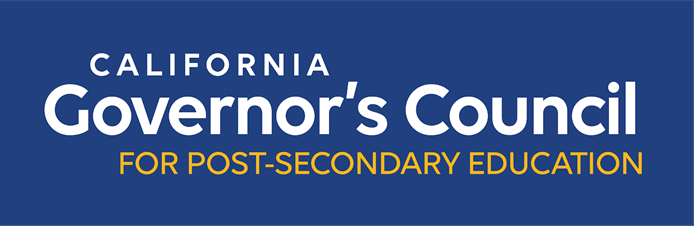 CALIFORNIA
Governor's Council
FOR POST-SECONDARY EDUCATION